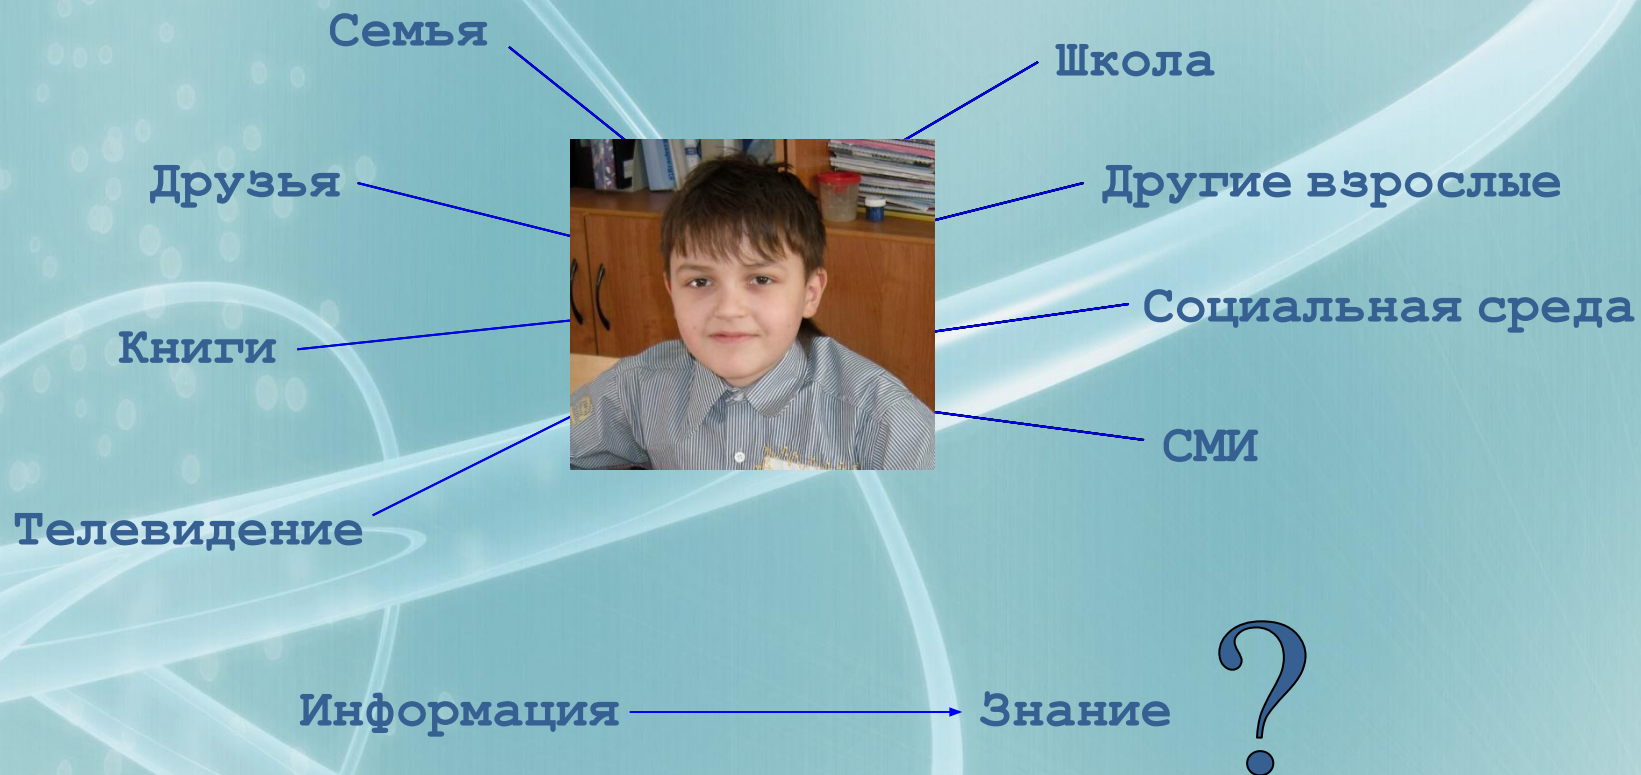 Семья
Школа
Друзья
Другие взрослые
Социальная среда
Книги
СМИ
Телевидение
Информация
Знание
?